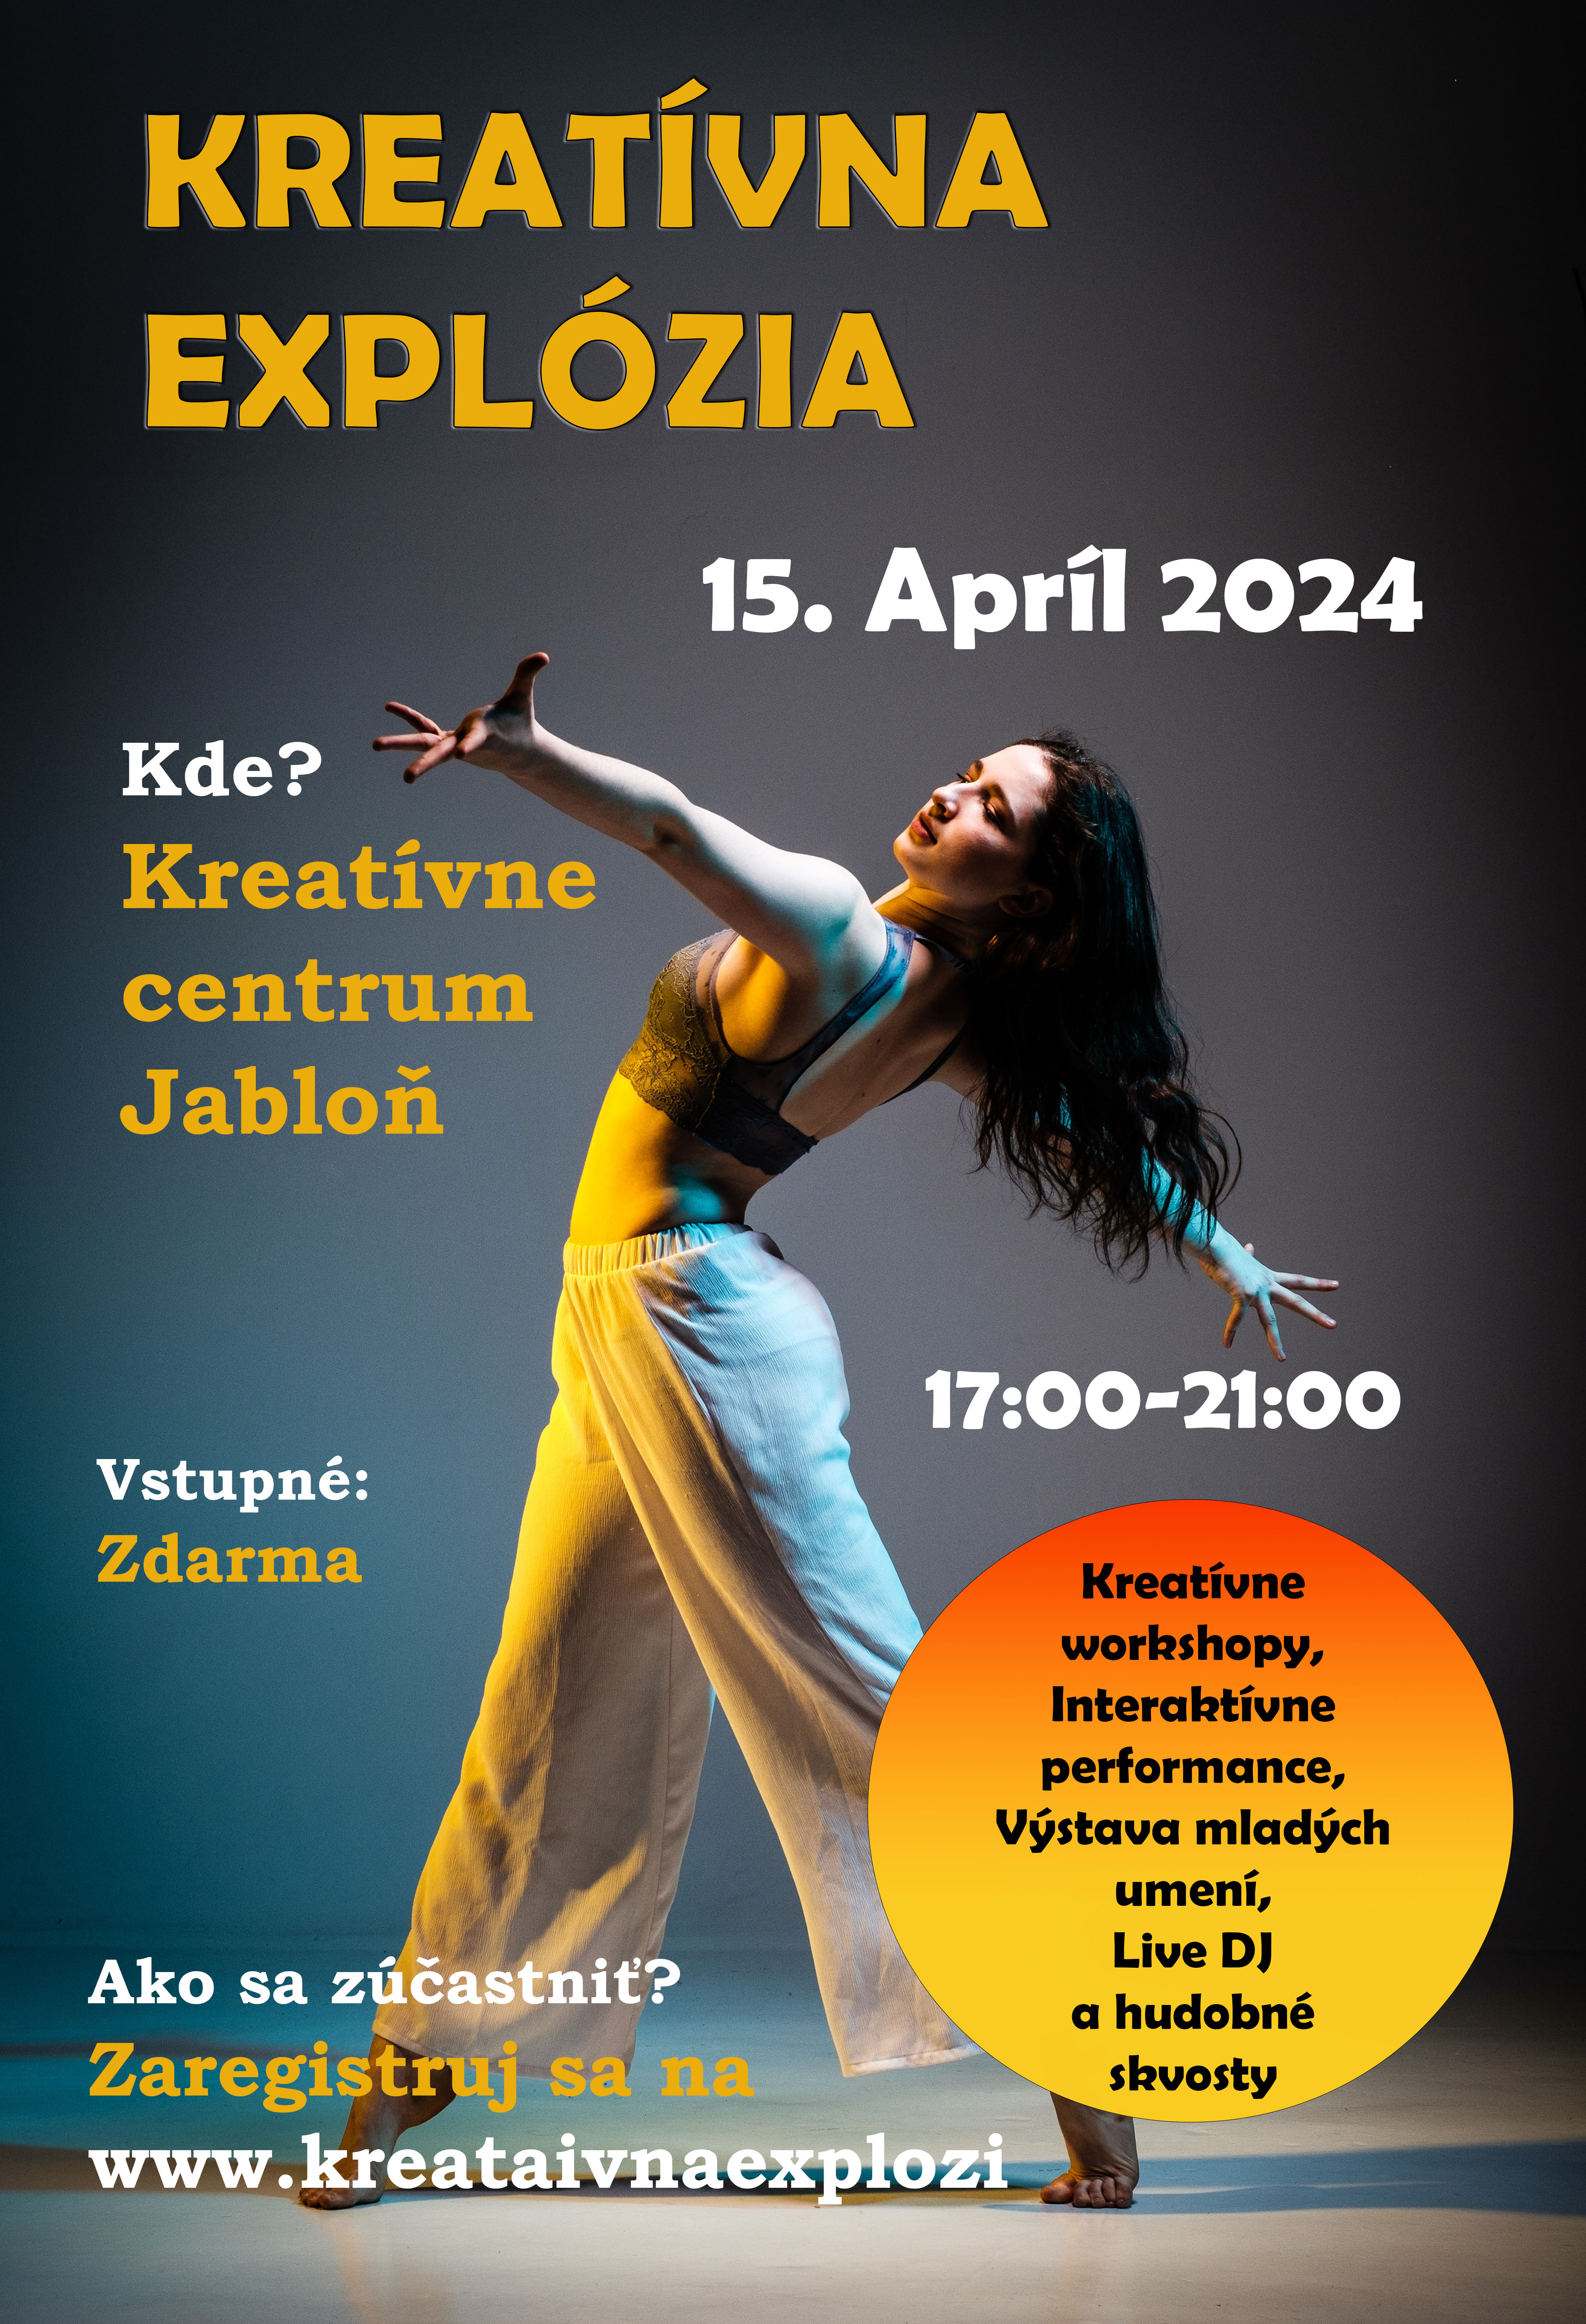 KREATÍVNA
EXPLÓZIA
15. Apríl 2024
Kde?
Kreatívne
centrum
Jabloň
17:00-21:00
Vstupné:
Zdarma
Kreatívne
workshopy,
Interaktívne
performance,
Výstava mladých
umení,
Live DJ
a hudobné
skvosty
Ako sa zúčastniť?
Zaregistruj sa na
www.kreataivnaexplozi